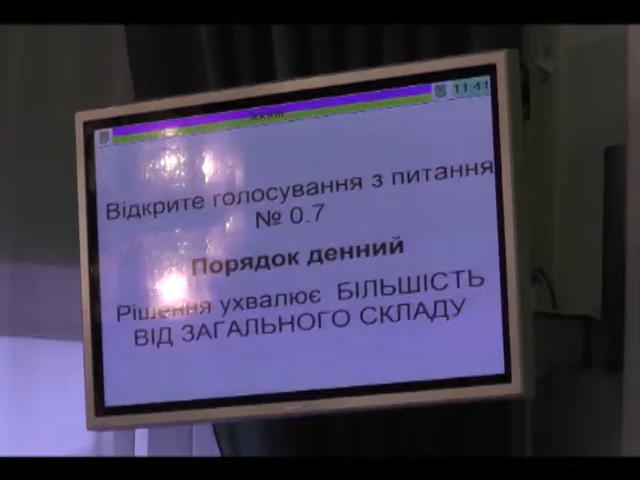 11:41
Відкрите голосування з питання
№ 0.7
Порядок денний
Рішення ухвалює БІЛЬШІСТЬ
ВІД ЗАГАЛЬНОГО СКЛАДУ